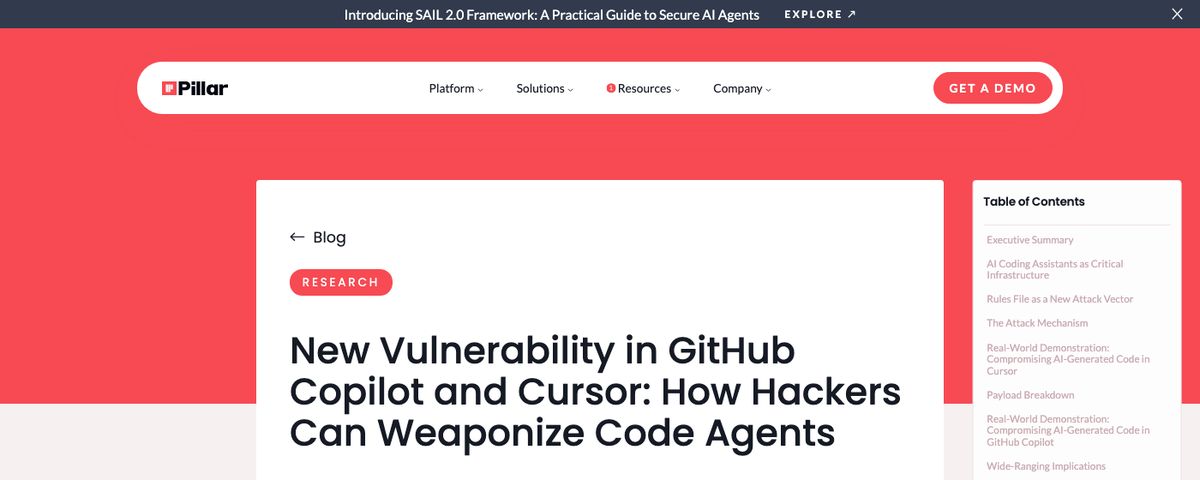 Introducing SAIL 2.0 Framework: A Practical Guide to Secure AI Agents EXPLORE ↗
Pillar
Platform
Solutions
1 Resources
Company
GET A DEMO
← Blog
RESEARCH
New Vulnerability in GitHub
Copilot and Cursor: How Hackers
Can Weaponize Code Agents
Table of Contents
Executive Summary
AI Coding Assistants as Critical
Infrastructure
Rules File as a New Attack Vector
The Attack Mechanism
Real-World Demonstration:
Compromising AI-Generated Code in
Cursor
Payload Breakdown
Real-World Demonstration:
Compromising AI-Generated Code in
GitHub Copilot
Wide-Ranging Implications